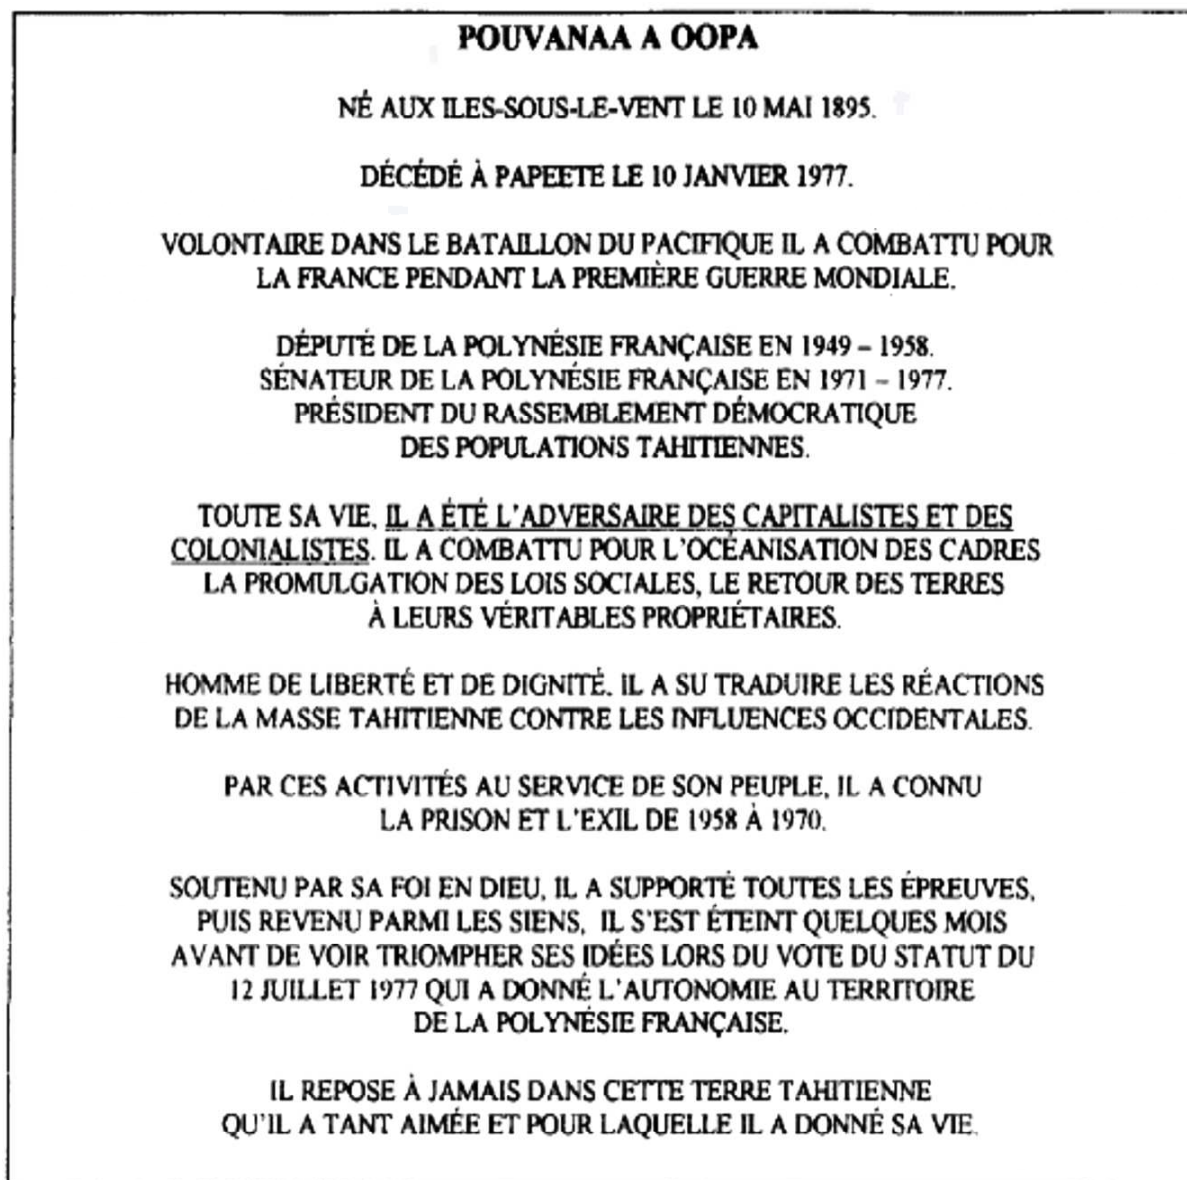 POUVANAA A OOPA
NÉ AUX ILES-SOUS-LE-VENT LE 10 MAI 1895.
DÉCÉDÉ À PAPEETE LE 10 JANVIER 1977.
VOLONTAIRE DANS LE BATAILLON DU PACIFIQUE IL A COMBATTU POUR
LA FRANCE PENDANT LA PREMIÈRE GUERRE MONDIALE.
DÉPUTÉ DE LA POLYNÉSIE FRANÇAISE EN 1949 – 1958.
SÉNATEUR DE LA POLYNÉSIE FRANÇAISE EN 1971 – 1977.
PRÉSIDENT DU RASSEMBLEMENT DÉMOCRATIQUE
DES POPULATIONS TAHITIENNES.
TOUTE SA VIE, IL A ÉTÉ L'ADVERSAIRE DES CAPITALISTES ET DES
COLONIALISTES. IL A COMBATTU POUR L'OCÉANISATION DES CADRES
LA PROMULGATION DES LOIS SOCIALES, LE RETOUR DES TERRES
À LEURS VÉRITABLES PROPRIÉTAIRES.
HOMME DE LIBERTÉ ET DE DIGNITÉ, IL A SU TRADUIRE LES RÉACTIONS
DE LA MASSE TAHITIENNE CONTRE LES INFLUENCES OCCIDENTALES.
PAR CES ACTIVITÉS AU SERVICE DE SON PEUPLE, IL A CONNU
LA PRISON ET L'EXIL DE 1958 À 1970.
SOUTENU PAR SA FOI EN DIEU, IL A SUPPORTÉ TOUTES LES ÉPREUVES,
PUIS REVENU PARMI LES SIENS, IL S'EST ÉTEINT QUELQUES MOIS
AVANT DE VOIR TRIOMPHER SES IDÉES LORS DU VOTE DU STATUT DU
12 JUILLET 1977 QUI A DONNÉ L'AUTONOMIE AU TERRITOIRE
DE LA POLYNÉSIE FRANÇAISE.
IL REPOSE À JAMAIS DANS CETTE TERRE TAHITIENNE
QU'IL A TANT AIMÉE ET POUR LAQUELLE IL A DONNÉ SA VIE.